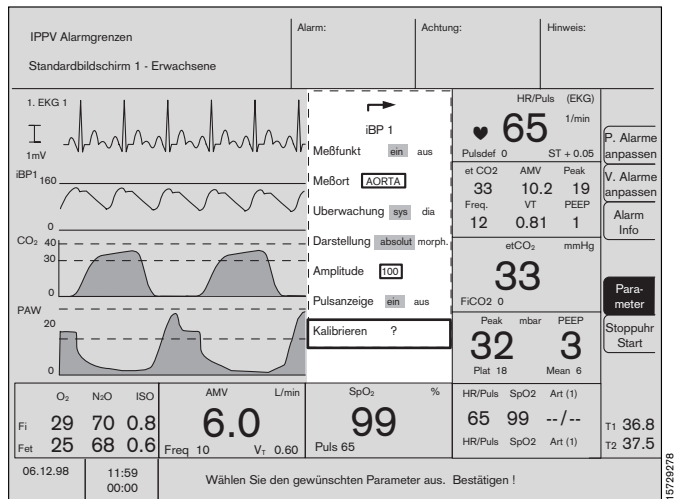 IPPV Alarmgrenzen
Standardbildschirm 1 - Erwachsene
Alarm:
Achtung:
Hinweis:
1. EKG 1
1mV
iBP1
160
0
CO₂ 40
30
0
PAW
20
0
iBP 1
Meßfunkt ein aus
Meßort AORTA
Uberwachung sys dia
Darstellung absolut morph.
Amplitude 100
Pulsanzeige ein aus
Kalibrieren ?
HR/Puls (EKG)
65 1/min
Pulsdef 0 ST + 0.05
et CO2 AMV Peak
33 10.2 19
Freq. VT PEEP
12 0.81 1
etCO₂ mmHg
33
FiCO2 0
Peak mbar PEEP
32 3
Plat 18 Mean 6
P. Alarme
anpassen
V. Alarme
anpassen
Alarm
Info
Para-
meter
Stoppuhr
Start
O₂ N₂O ISO
Fi 29 70 0.8
Fet 25 68 0.6
AMV L/min
6.0
Freq 10 VT 0.60
SpO₂ %
99
Puls 65
HR/Puls SpO2 Art (1)
65 99 --/--
HR/Puls SpO2 Art (1)
T1 36.8
T2 37.5
06.12.98
11:59
00:00
Wählen Sie den gewünschten Parameter aus. Bestätigen !
15729278